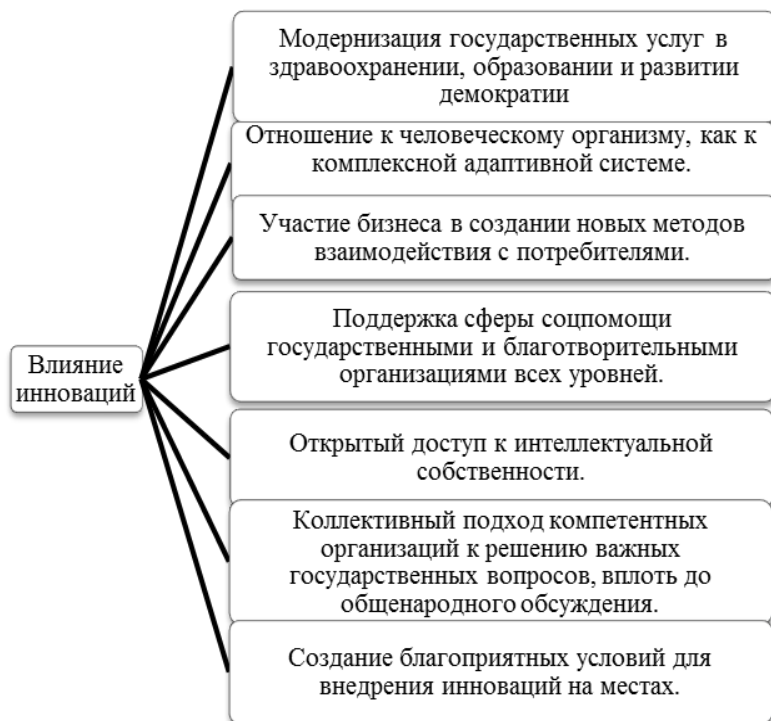 Влияние
инноваций
Модернизация государственных услуг в
здравоохранении, образовании и развитии
демократии
Отношение к человеческому организму, как к
комплексной адаптивной системе.
Участие бизнеса в создании новых методов
взаимодействия с потребителями.
Поддержка сферы соцпомощи
государственными и благотворительными
организациями всех уровней.
Открытый доступ к интеллектуальной
собственности.
Коллективный подход компетентных
организаций к решению важных
государственных вопросов, вплоть до
общенародного обсуждения.
Создание благоприятных условий для
внедрения инноваций на местах.